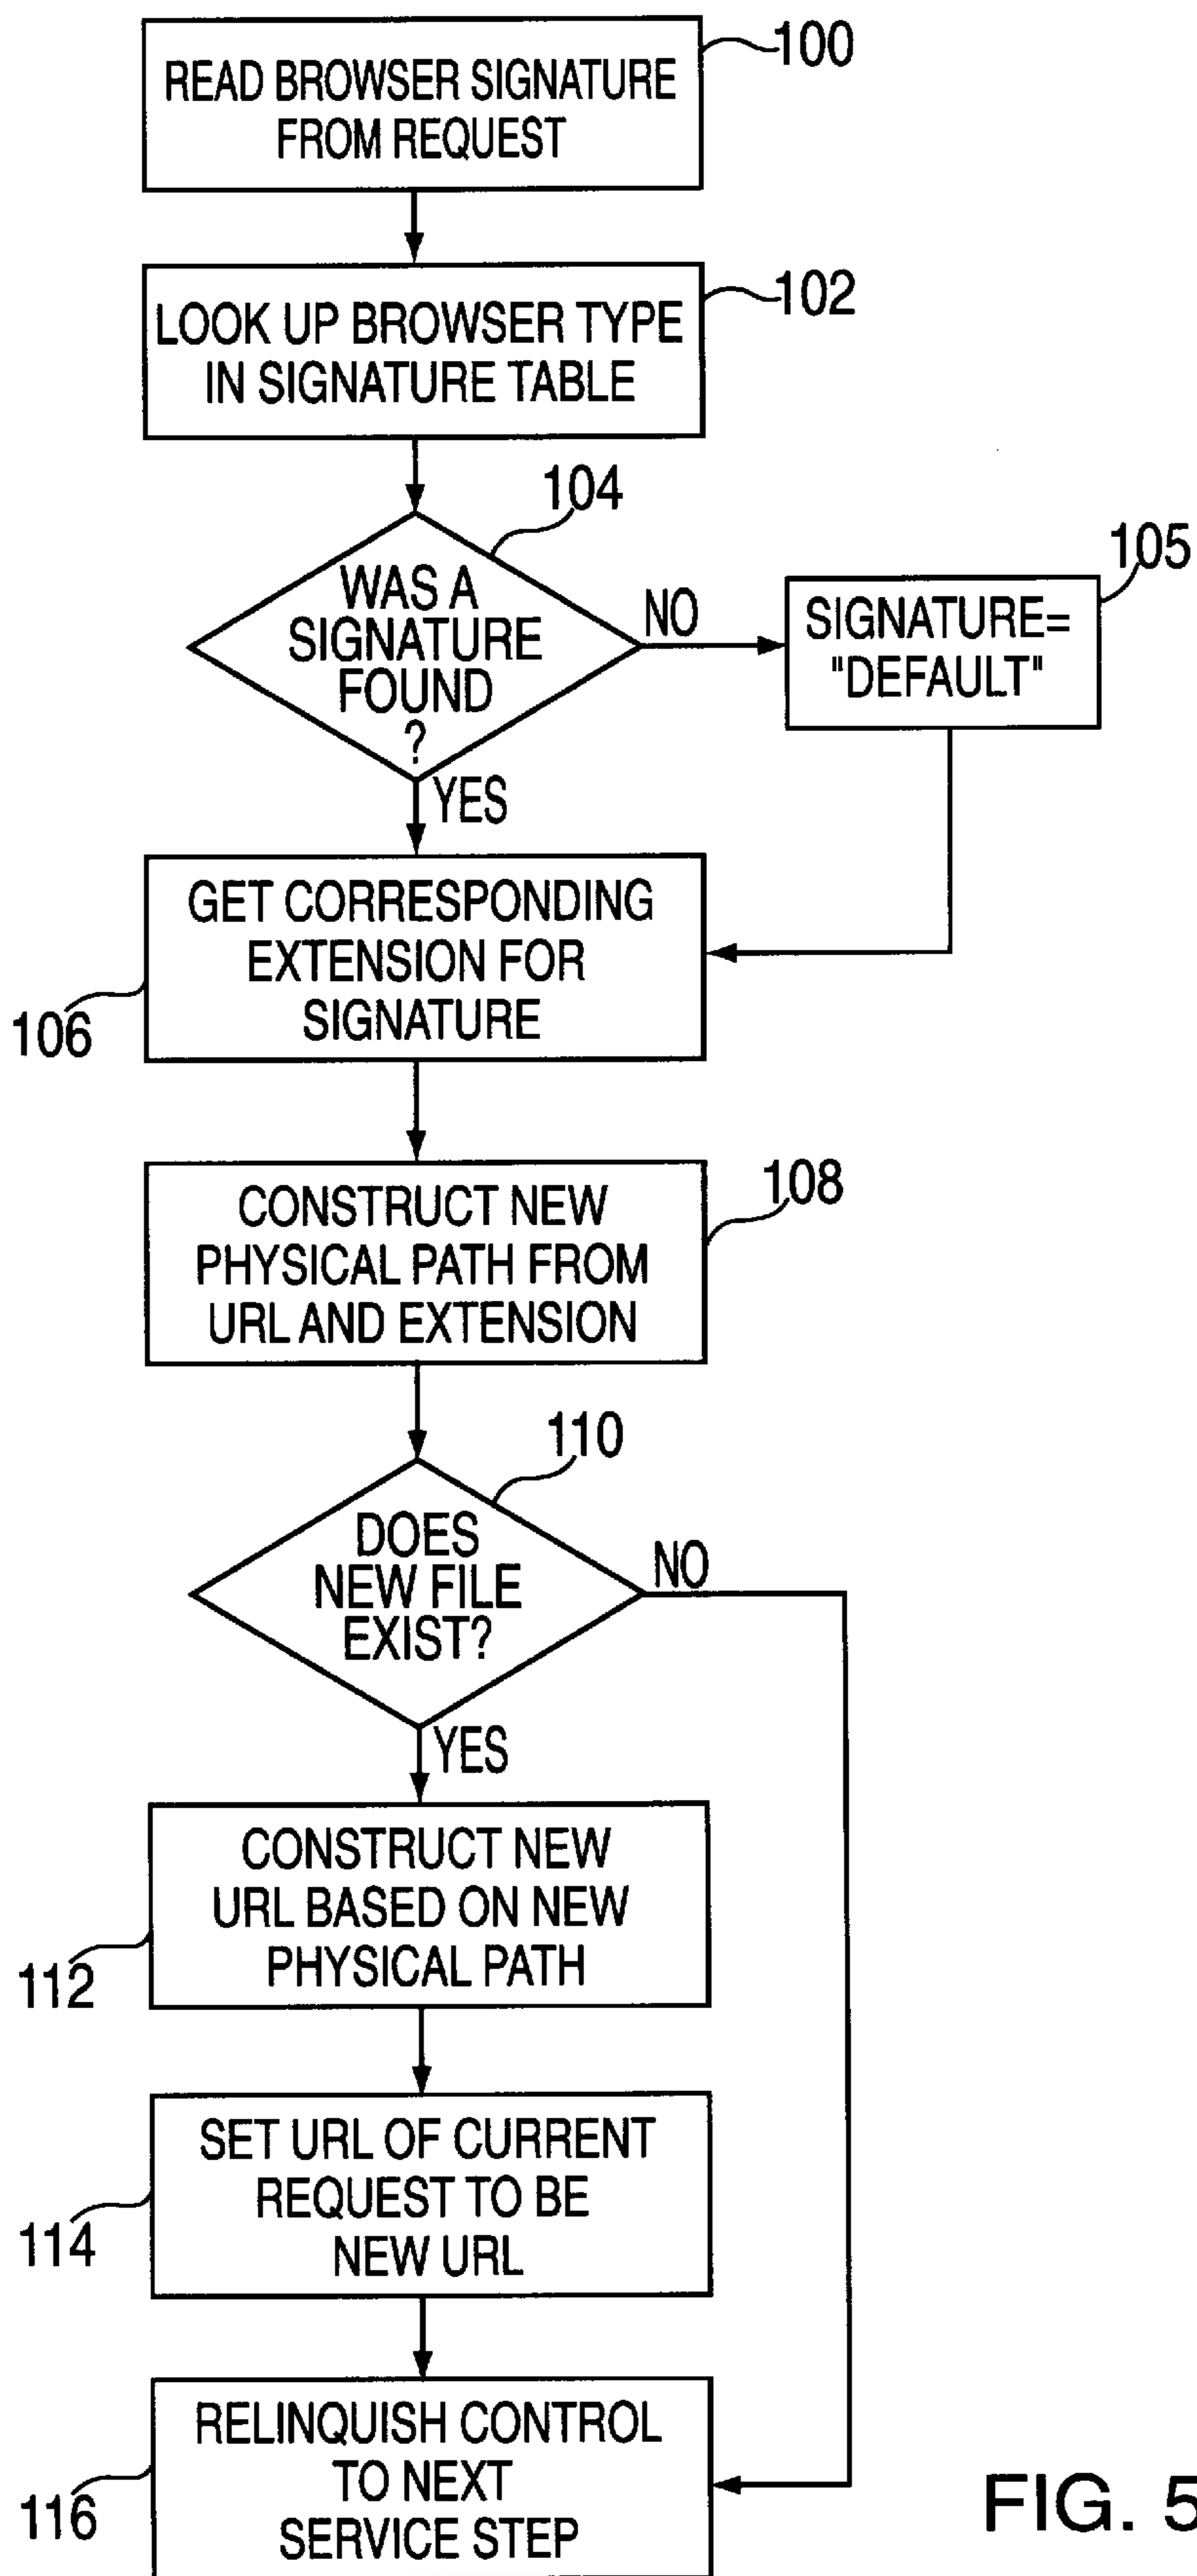 100
READ BROWSER SIGNATURE
FROM REQUEST
102
LOOK UP BROWSER TYPE
IN SIGNATURE TABLE
104
WAS A
SIGNATURE
FOUND
?
NO
105
SIGNATURE=
"DEFAULT"
YES
GET CORRESPONDING
EXTENSION FOR
SIGNATURE
106
108
CONSTRUCT NEW
PHYSICAL PATH FROM
URL AND EXTENSION
110
DOES
NEW FILE
EXIST?
NO
YES
CONSTRUCT NEW
URL BASED ON NEW
PHYSICAL PATH
112
SET URL OF CURRENT
REQUEST TO BE
NEW URL
114
RELINQUISH CONTROL
TO NEXT
SERVICE STEP
116
FIG. 5